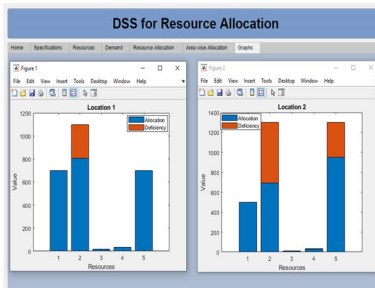 DSS for Resource Allocation
Home Specifications Resources Demand Resource Allocation Area wise Allocation Graphs
Figure 1
File Edit View Insert Tools Desktop Window Help
Location 1
Allocation
Deficiency
1200
1000
800
600
400
200
0
Value
1 2 3 4 5
Resources
Figure 2
File Edit View Insert Tools Desktop Window Help
Location 2
Allocation
Deficiency
1400
1200
1000
800
600
400
200
0
Value
1 2 3 4 5
Resources